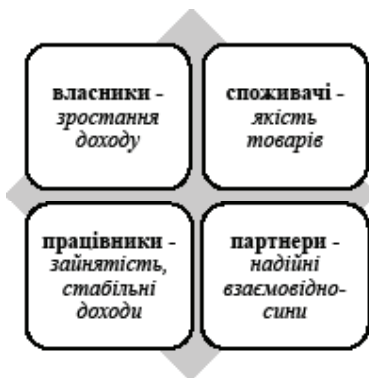 власники -
зростання
доходу
споживачі -
якість
товарів
працівники -
зайнятість,
стабільні
доходи
партнери -
надійні
взаємовідно-
сини